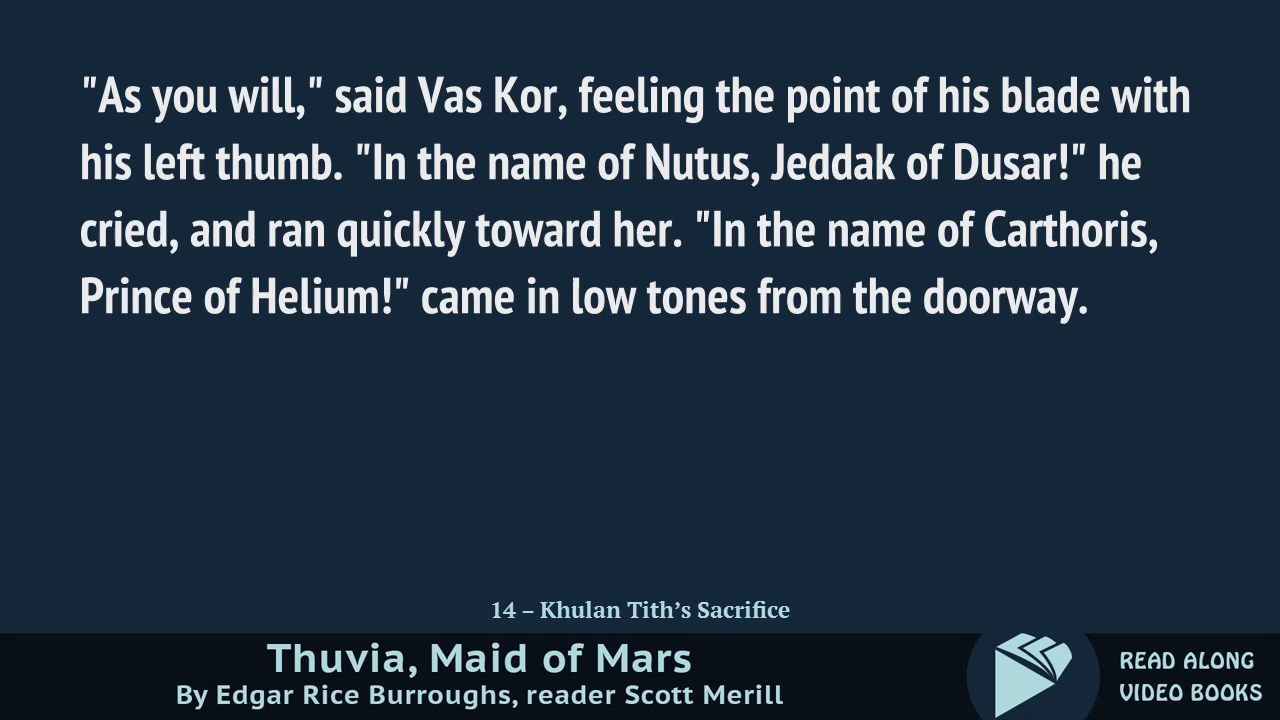 "As you will," said Vas Kor, feeling the point of his blade with
his left thumb. "In the name of Nutus, Jeddak of Dusar!" he
cried, and ran quickly toward her. "In the name of Carthoris,
Prince of Helium!" came in low tones from the doorway.
14 – Khulan Tith’s Sacrifice
Thuvia, Maid of Mars
By Edgar Rice Burroughs, reader Scott Merill
READ ALONG
VIDEO BOOKS